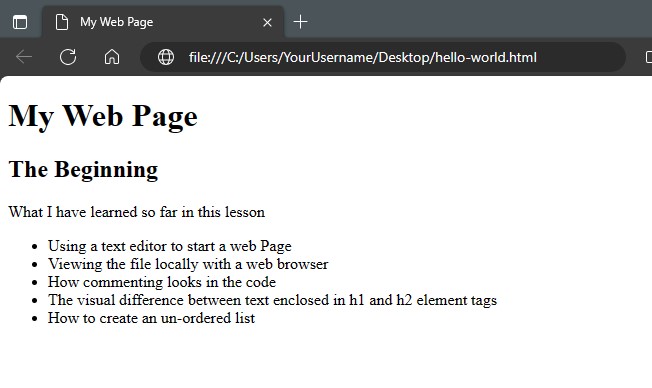 My Web Page
file:///C:/Users/YourUsername/Desktop/hello-world.html
My Web Page
The Beginning
What I have learned so far in this lesson
Using a text editor to start a web Page
Viewing the file locally with a web browser
How commenting looks in the code
The visual difference between text enclosed in h1 and h2 element tags
How to create an un-ordered list